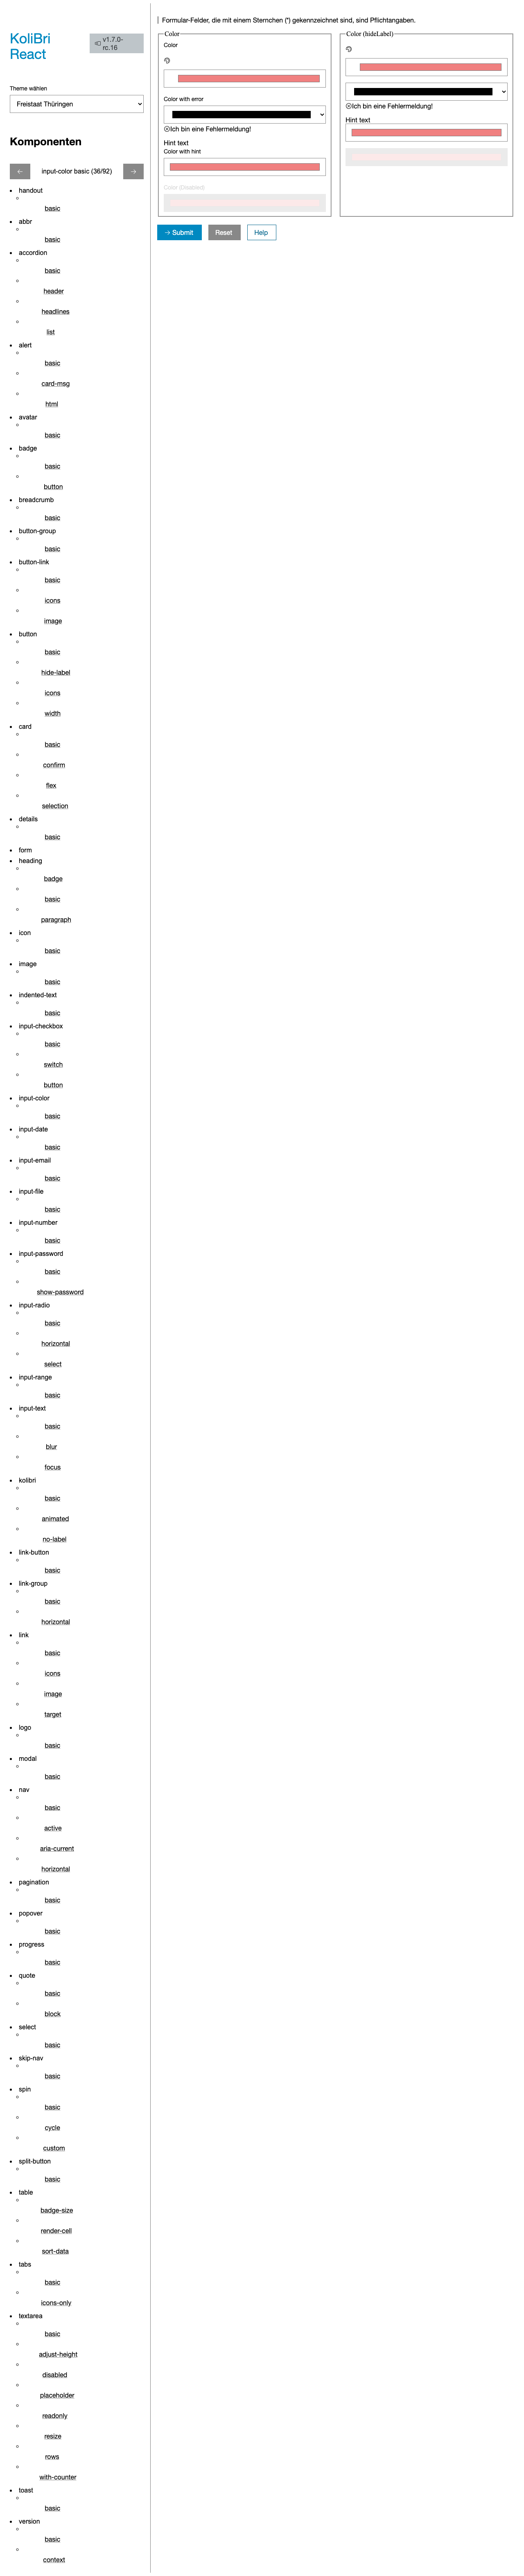 KoliBri
React
v1.7.0-
rc.16
Theme wählen
Freistaat Thüringen
Komponenten
input-color basic (36/92)
handout
basic
abbr
basic
accordion
basic
header
headlines
list
alert
basic
card-msg
html
avatar
basic
badge
basic
button
breadcrumb
basic
button-group
basic
button-link
basic
icons
image
button
basic
hide-label
icons
width
card
basic
confirm
flex
selection
details
basic
form
heading
badge
basic
paragraph
icon
basic
image
basic
indented-text
basic
input-checkbox
basic
switch
button
input-color
basic
input-date
basic
input-email
basic
input-file
basic
input-number
basic
input-password
basic
show-password
input-radio
basic
horizontal
select
input-range
basic
input-text
basic
blur
focus
kolibri
basic
animated
no-label
link-button
basic
link-group
basic
horizontal
link
basic
icons
image
target
logo
basic
modal
basic
nav
basic
active
aria-current
horizontal
pagination
basic
popover
basic
progress
basic
quote
basic
block
select
basic
skip-nav
basic
spin
basic
cycle
custom
split-button
basic
table
badge-size
render-cell
sort-data
tabs
basic
icons-only
textarea
basic
adjust-height
disabled
placeholder
readonly
resize
rows
with-counter
toast
basic
version
basic
context
Formular-Felder, die mit einem Sternchen (*) gekennzeichnet sind, sind Pflichtangaben.
Color
Color
Color with error
Ich bin eine Fehlermeldung!
Hint text
Color with hint
Color (Disabled)
Color (hideLabel)
Ich bin eine Fehlermeldung!
Hint text
Submit
Reset
Help